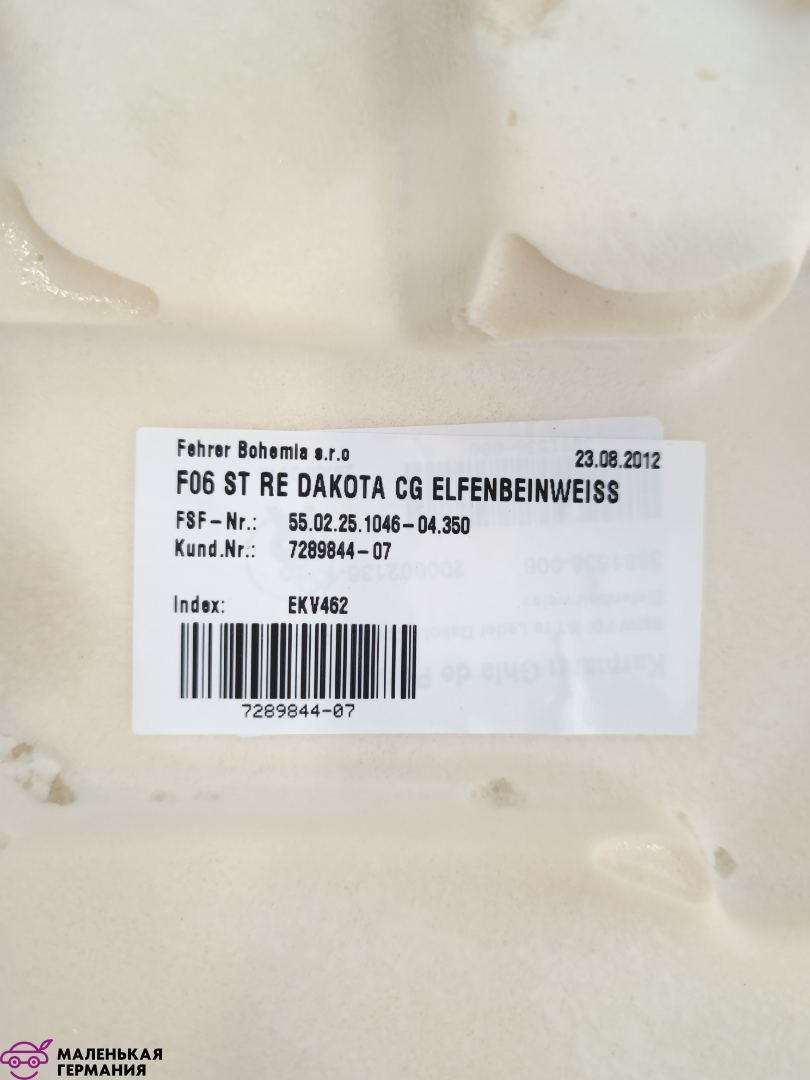 Fehrer Bohemia s.r.o
23.08.2012
F06 ST RE DAKOTA CG ELFENBEINWEISS
FSF-Nr.: 55.02.25.1046-04.350
Kund.Nr.: 7289844-07
Index: EKV462
7289844-07
МАЛЕНЬКАЯ
ГЕРМАНИЯ